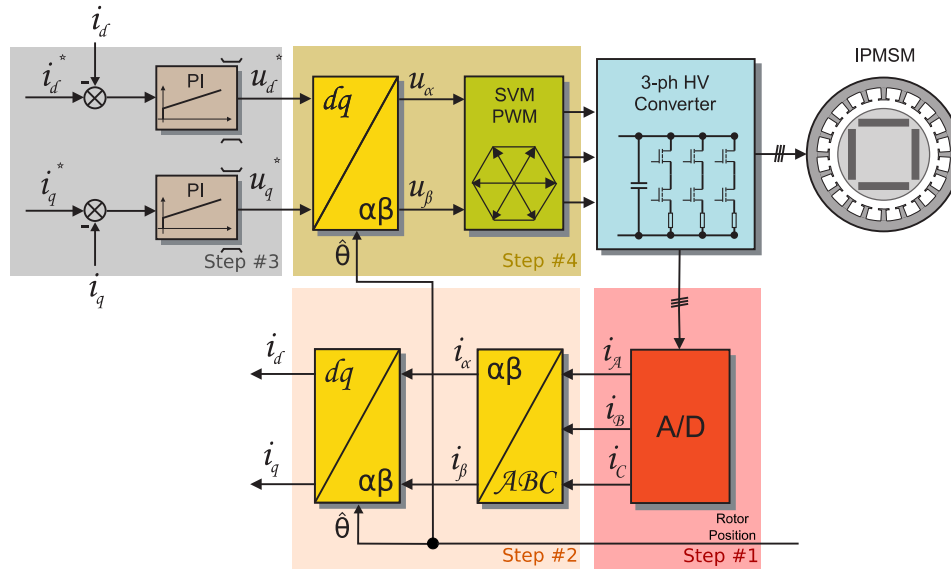 i_d
i_d*
-
PI
u_d*
i_q*
-
PI
u_q*
i_q
Step #3
dq
αβ
θ̂
u_α
u_β
SVM
PWM
Step #4
3-ph HV
Converter
IPMSM
i_d
i_q
dq
αβ
θ̂
i_α
i_β
αβ
ABC
Step #2
i_A
i_B
i_C
A/D
Rotor
Position
Step #1